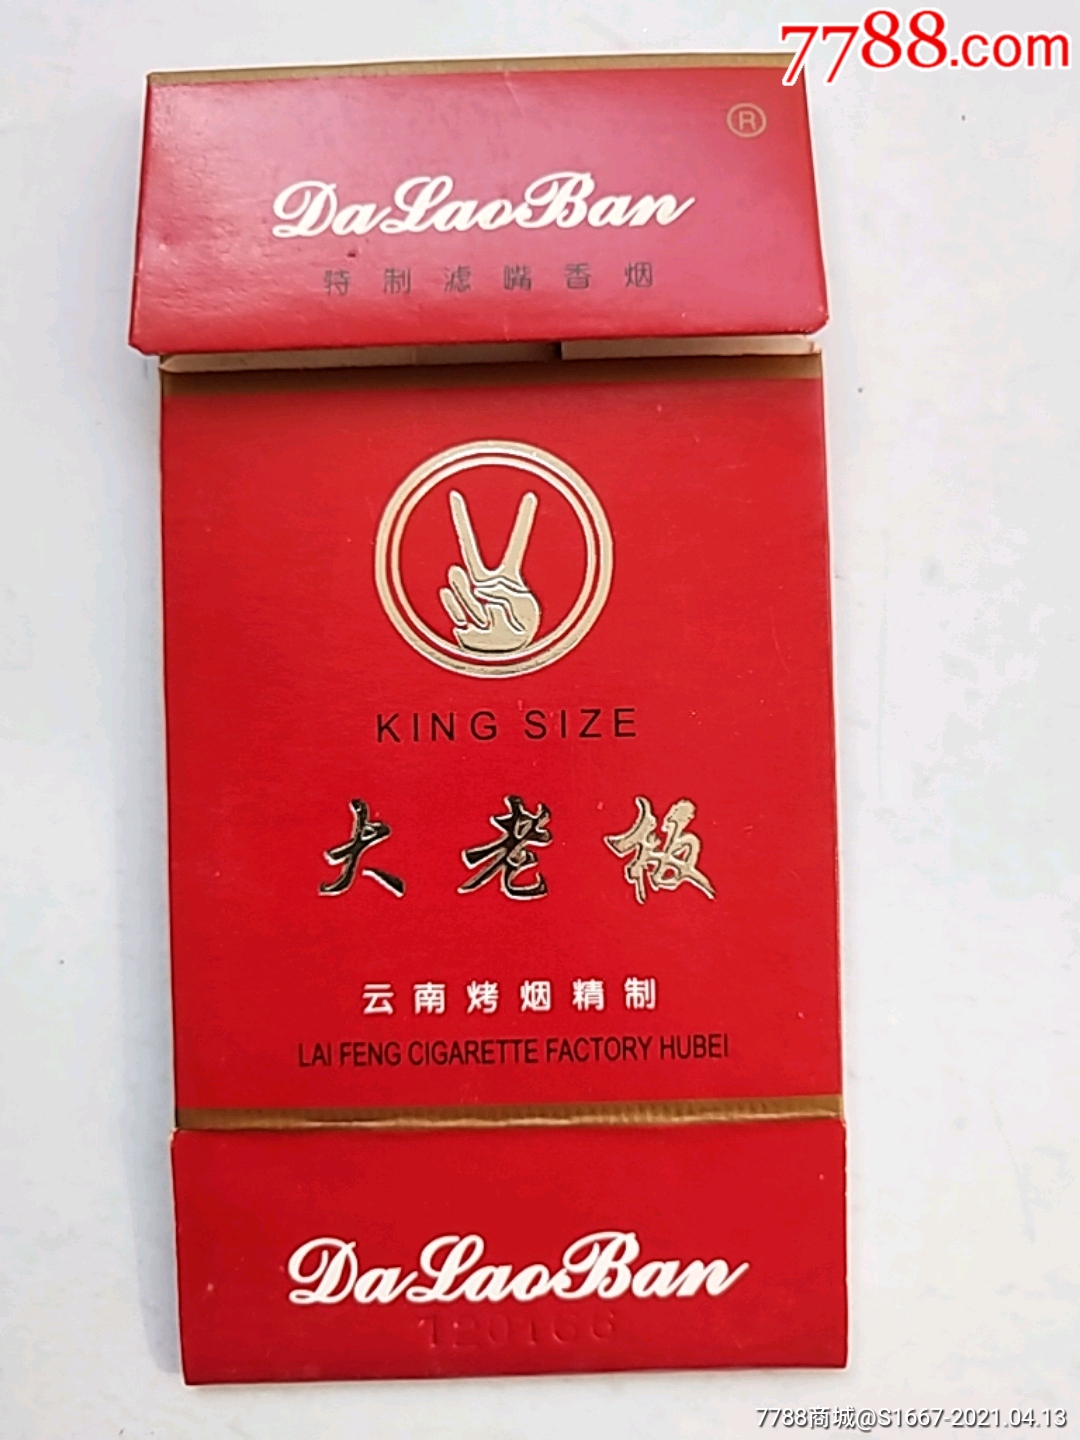 7788.com
®
DaLaoBan
特制滤嘴香烟
KING SIZE
大老板
云南烤烟精制
LAI FENG CIGARETTE FACTORY HUBEI
DaLaoBan
120166
7788商城@S1667-2021.04.13